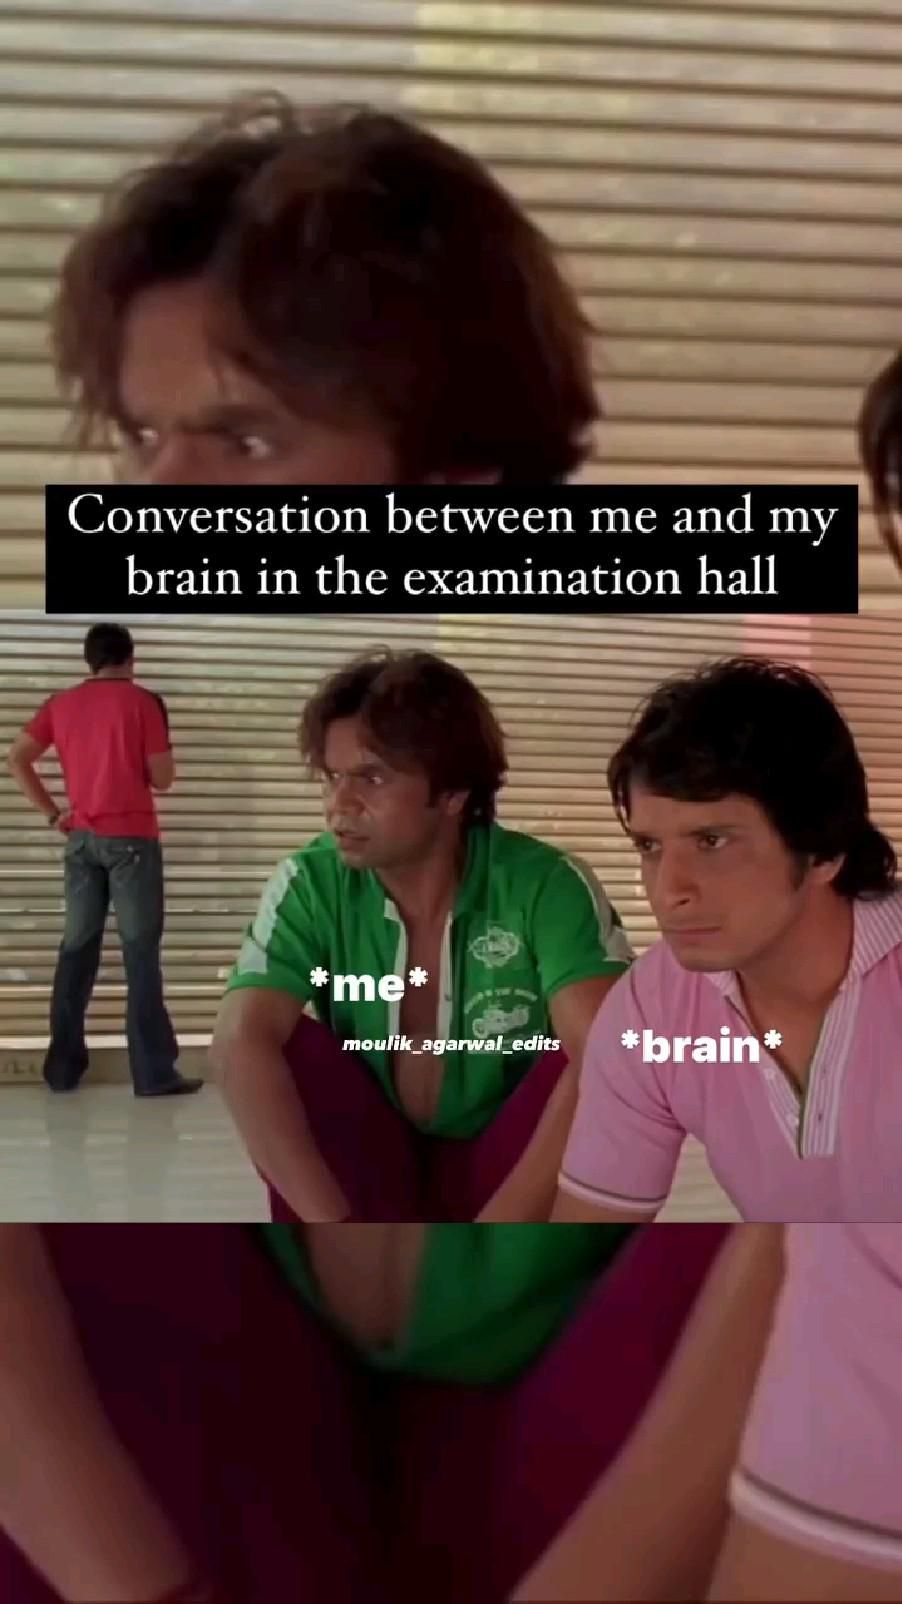 Conversation between me and my
brain in the examination hall
*me*
moulik_agarwal_edits
*brain*